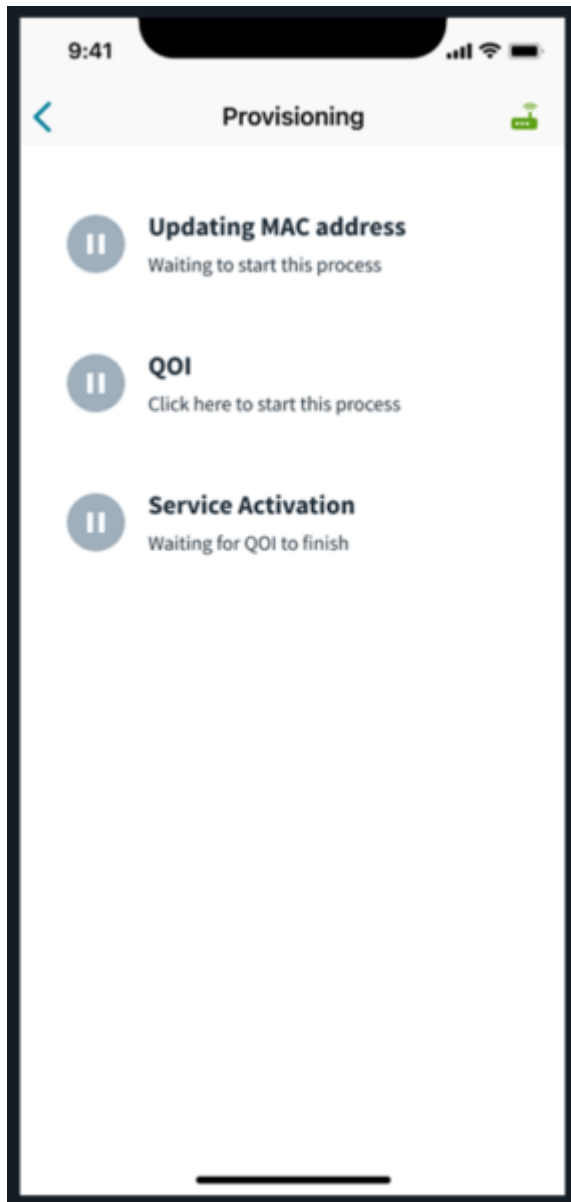 9:41
Provisioning
Updating MAC address
Waiting to start this process
QOI
Click here to start this process
Service Activation
Waiting for QOI to finish